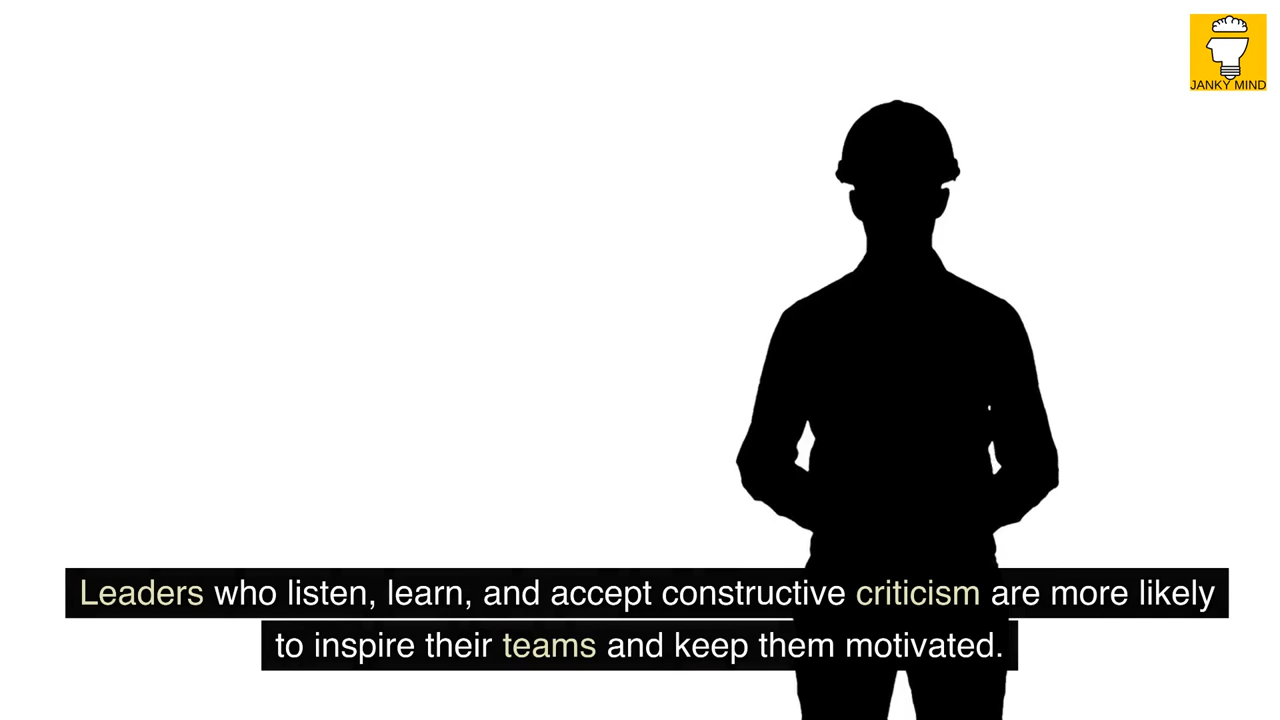 JANKY MIND
Leaders who listen, learn, and accept constructive criticism are more likely
to inspire their teams and keep them motivated.